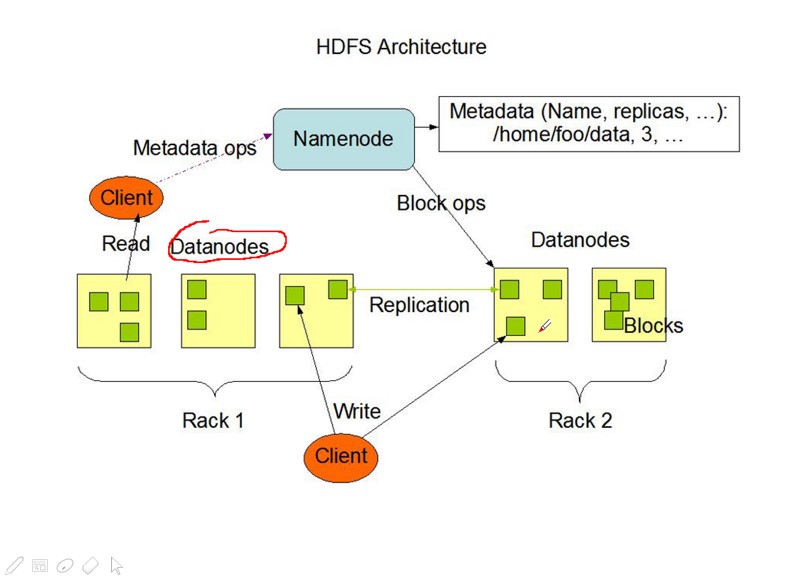 HDFS Architecture
Metadata (Name, replicas, ...):
/home/foo/data, 3, ...
Namenode
Metadata ops
Client
Block ops
Read
Datanodes
Datanodes
Replication
Blocks
Rack 1
Write
Rack 2
Client